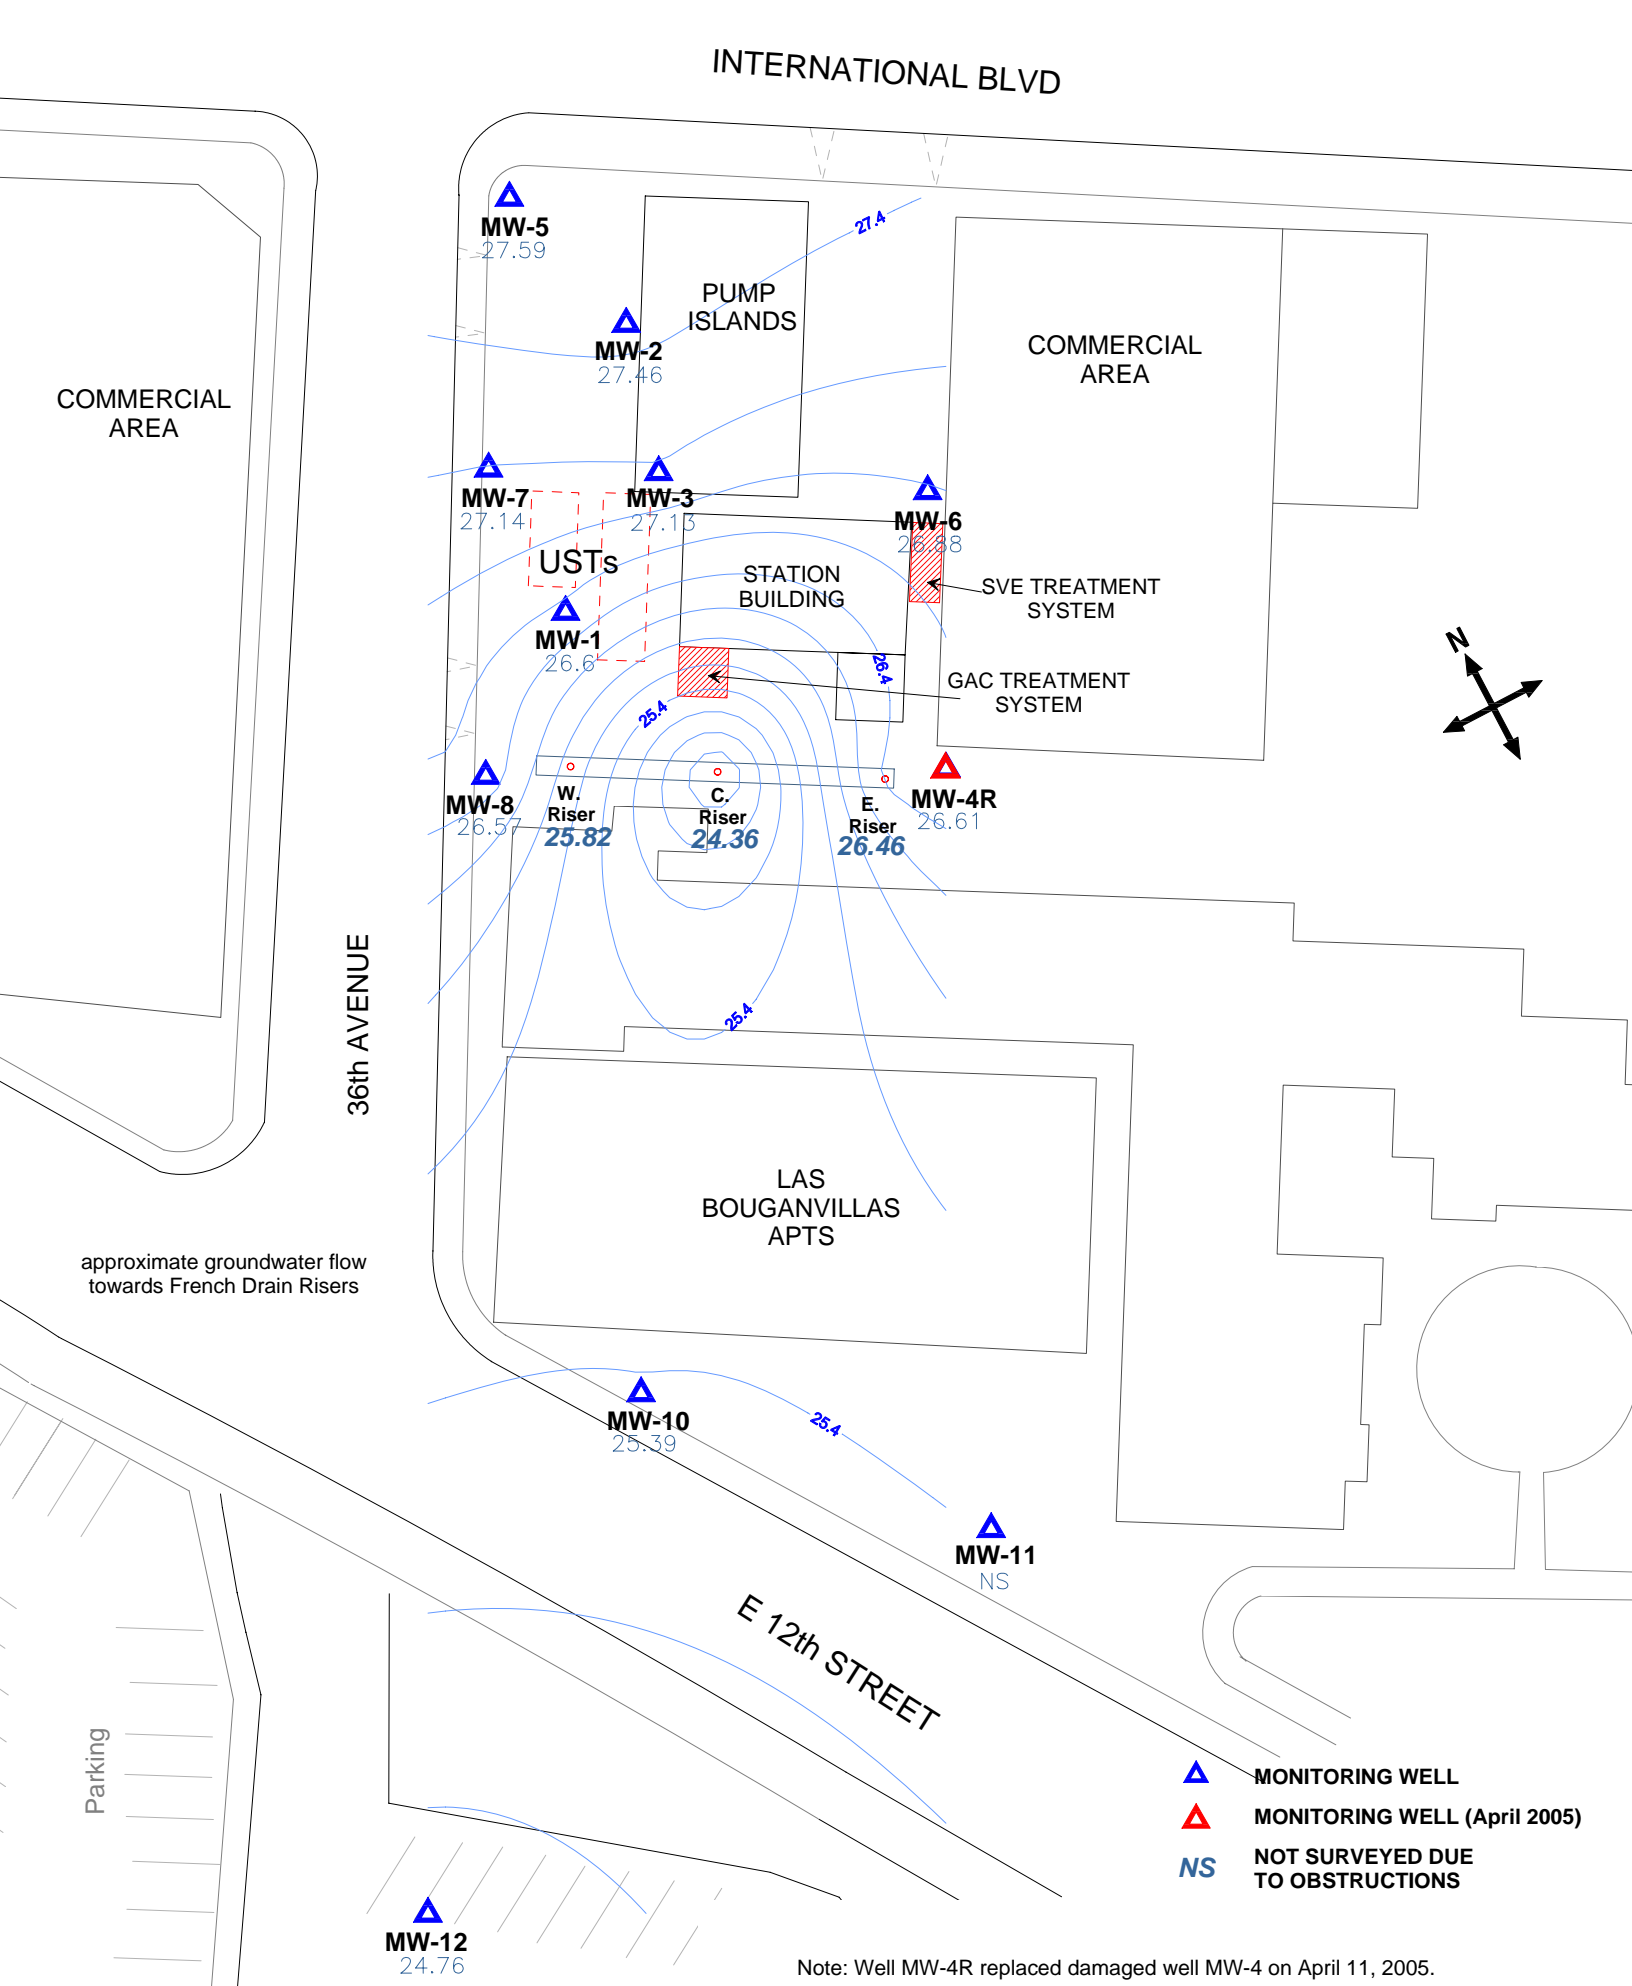 INTERNATIONAL BLVD
MW-5
27.59
27.4
PUMP
ISLANDS
MW-2
27.46
COMMERCIAL
AREA
COMMERCIAL
AREA
MW-7
27.14
MW-3
27.13
MW-6
26.88
USTs
STATION
BUILDING
SVE TREATMENT
SYSTEM
MW-1
26.6
26.4
N
GAC TREATMENT
SYSTEM
25.4
MW-8
26.57
W.
Riser
25.82
C.
Riser
24.36
E.
Riser
26.46
MW-4R
26.61
36th AVENUE
25.4
LAS
BOUGANVILLAS
APTS
approximate groundwater flow
towards French Drain Risers
MW-10
25.39
25.4
MW-11
NS
E 12th STREET
Parking
MONITORING WELL
MONITORING WELL (April 2005)
NS NOT SURVEYED DUE
TO OBSTRUCTIONS
MW-12
24.76
Note: Well MW-4R replaced damaged well MW-4 on April 11, 2005.